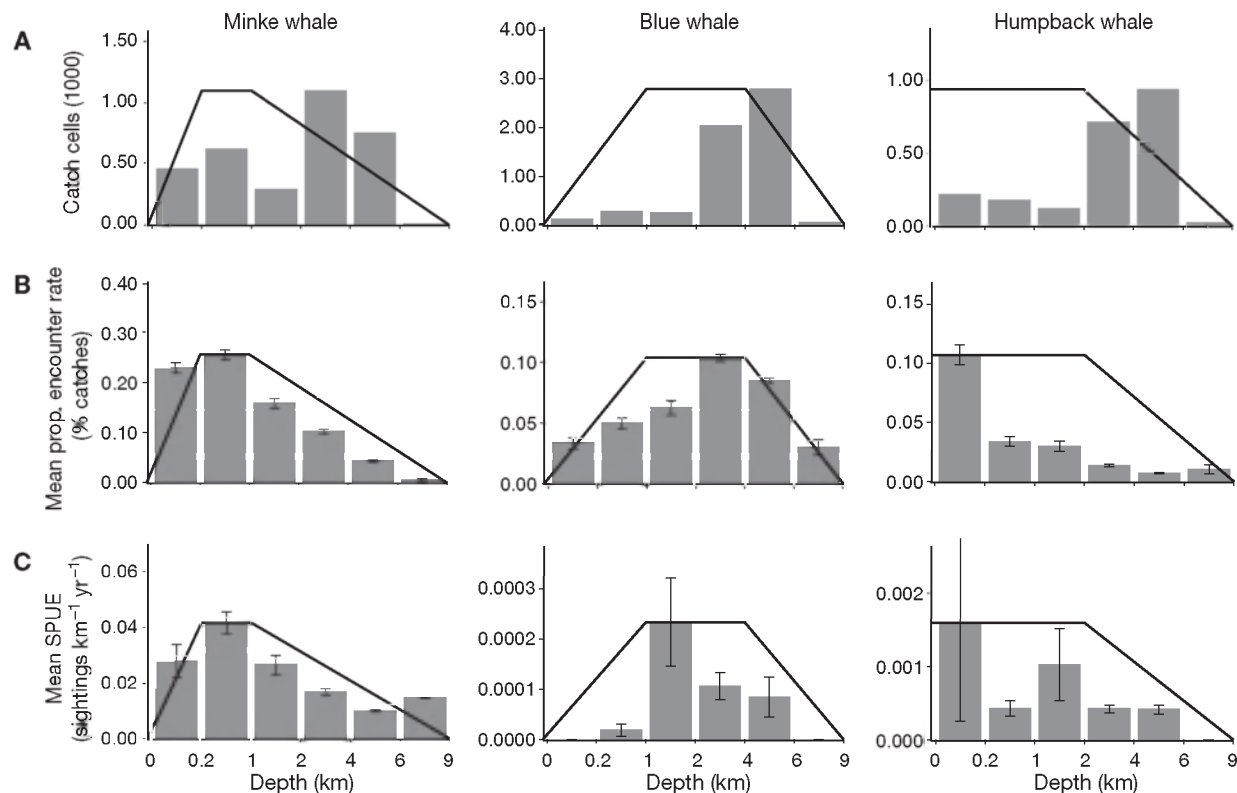 Minke whale
Blue whale
Humpback whale
A
Catch cells (1000)
1.50
1.00
0.50
0.00
4.00
3.00
2.00
1.00
0.00
1.00
0.50
0.00
B
Mean prop. encounter rate
(% catches)
0.40
0.30
0.20
0.10
0.00
0.15
0.10
0.05
0.00
0.15
0.10
0.05
0.00
C
Mean SPUE
(sightings km⁻¹ yr⁻¹)
0.06
0.04
0.02
0.00
0.0003
0.0002
0.0001
0.0000
0.002
0.001
0.000
0 0.2 1 2 4 6 9
0 0.2 1 2 4 6 9
0 0.2 1 2 4 6 9
Depth (km)
Depth (km)
Depth (km)